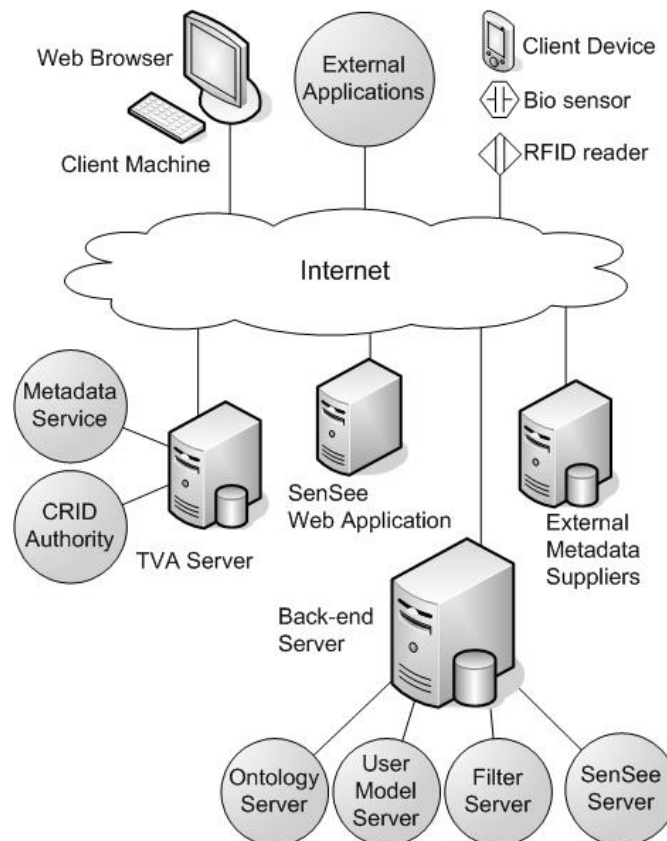 Web Browser
Client Machine
External
Applications
Client Device
Bio sensor
RFID reader
Internet
Metadata
Service
CRID
Authority
TVA Server
SenSee
Web Application
External
Metadata
Suppliers
Back-end
Server
Ontology
Server
User
Model
Server
Filter
Server
SenSee
Server